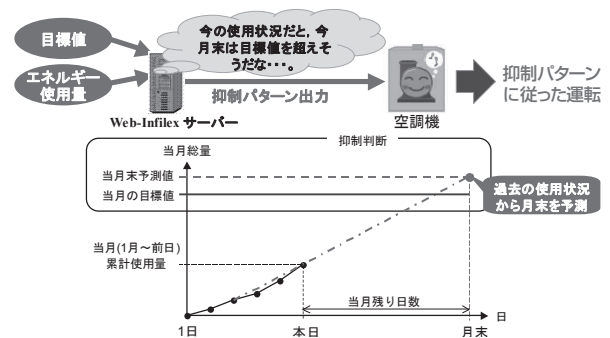 目標値
エネルギー
使用量
今の使用状況だと、今
月末は目標値を超えそ
うだな・・・。
抑制パターン出力
Web-Infilex サーバー
空調機
抑制パターン
に従った運転
抑制判断
当月総量
当月末予測値
当月の目標値
過去の使用状況
から月末を予測
当月(1月～前日)
累計使用量
当月残り日数
日
1日
本日
月末